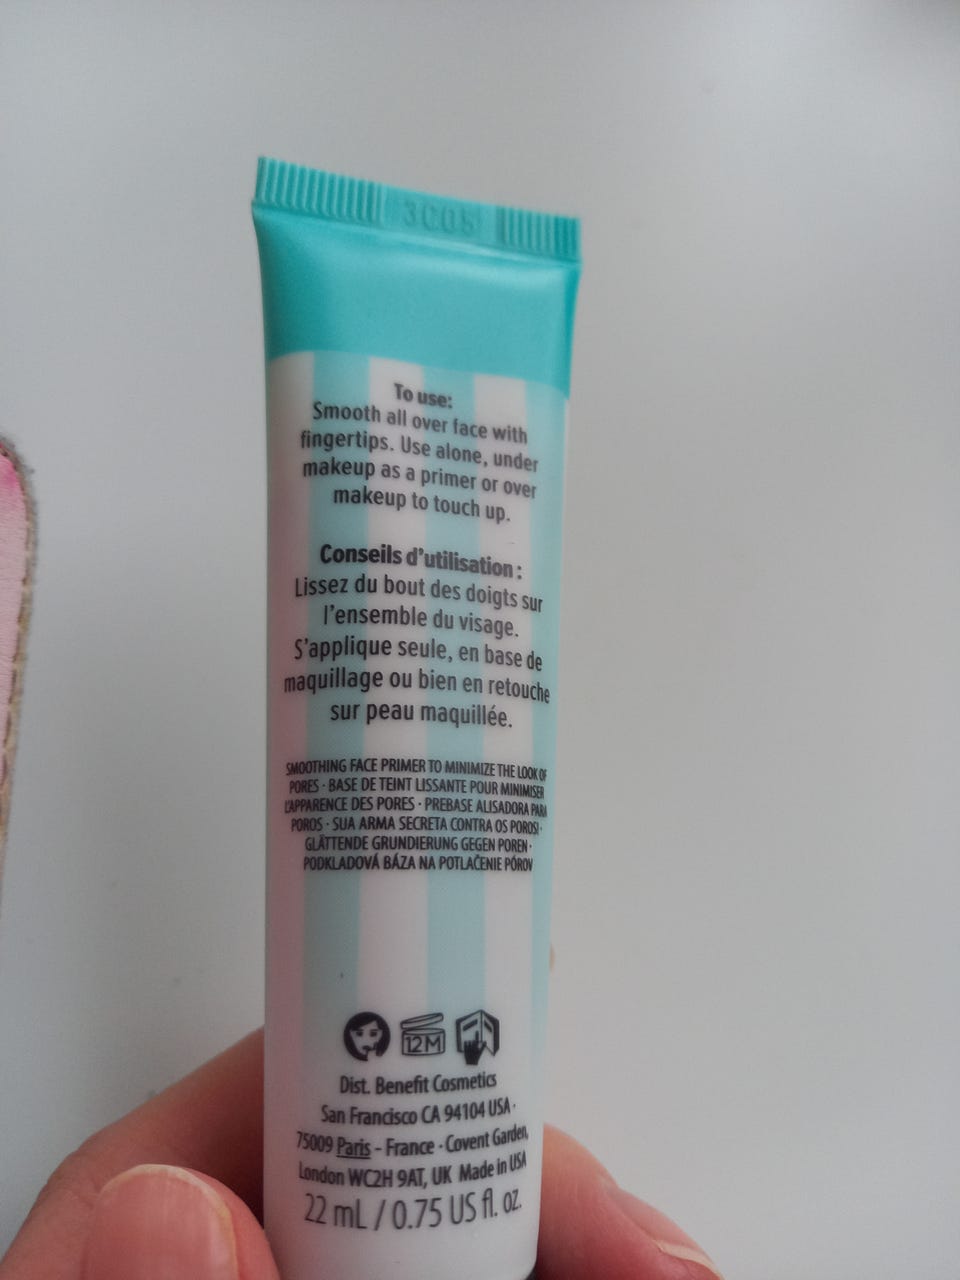 3C05
To use:
Smooth all over face with
fingertips. Use alone, under
makeup as a primer or over
makeup to touch up.
Conseils d'utilisation :
Lissez du bout des doigts sur
l'ensemble du visage.
S'applique seule, en base de
maquillage ou bien en retouche
sur peau maquillée.
SMOOTHING FACE PRIMER TO MINIMIZE THE LOOK OF
PORES · BASE DE TEINT LISSANTE POUR MINIMISER
L'APPARENCE DES PORES · PREBASE ALISADORA PARA
POROS · SUA ARMA SECRETA CONTRA OS POROS! ·
GLÄTTENDE GRUNDIERUNG GEGEN POREN ·
PODKLADOVÁ BÁZA NA POTLAČENIE PÓROV
12M
Dist. Benefit Cosmetics
San Francisco CA 94104 USA ·
75009 Paris - France · Covent Garden,
London WC2H 9AT, UK Made in USA
22 mL / 0.75 US fl. oz.